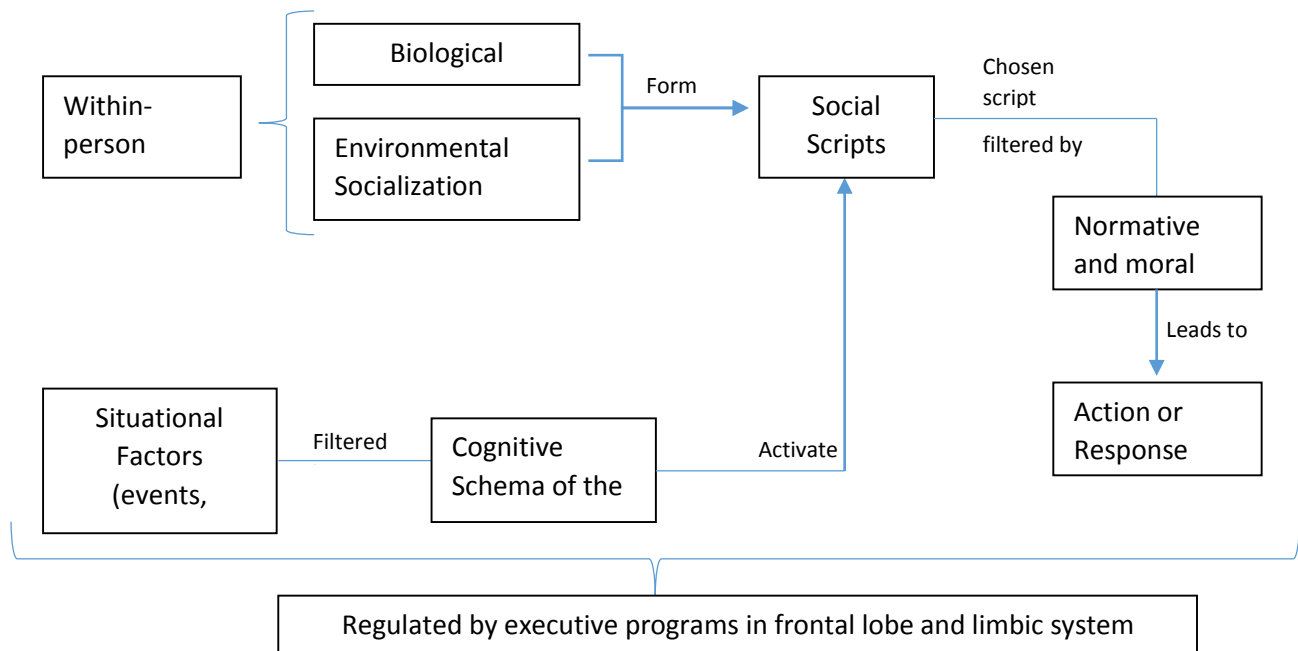 Within-
person
Biological
Environmental
Socialization
Form
Social
Scripts
Chosen
script
filtered by
Normative
and moral
Leads to
Action or
Response
Situational
Factors
(events,
Filtered
Cognitive
Schema of the
Activate
Regulated by executive programs in frontal lobe and limbic system